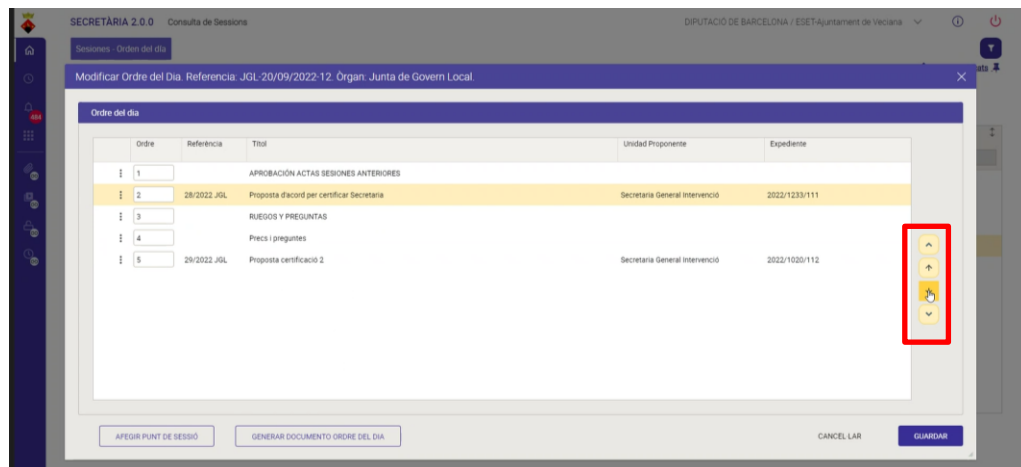 SECRETÀRIA 2.0.0 Consulta de Sessions DIPUTACIÓ DE BARCELONA / ESET-Ajuntament de Veciana
Sesiones - Orden del día
ats
Modificar Ordre del Dia. Referencia: JGL-20/09/2022-12. Òrgan: Junta de Govern Local.
484
Ordre del dia
Ordre Referència Títol Unidad Proponente Expediente
1 APROBACIÓN ACTAS SESIONES ANTERIORES
2 28/2022 JGL Proposta d'acord per certificar Secretaria Secretaria General Intervenció 2022/1233/111
3 RUEGOS Y PREGUNTAS
4 Precs i preguntes
5 29/2022 JGL Proposta certificació 2 Secretaria General Intervenció 2022/1020/112
AFEGIR PUNT DE SESSIÓ GENERAR DOCUMENTO ORDRE DEL DIA CANCEL·LAR GUARDAR